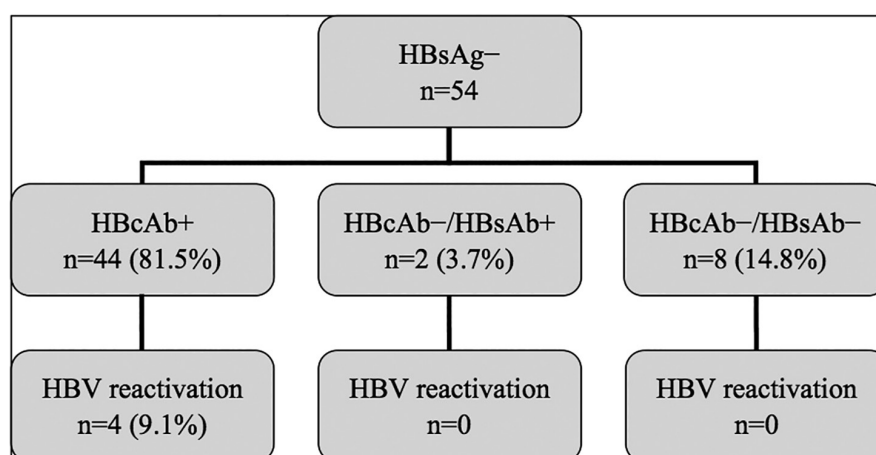 HBsAg−
n=54
HBcAb+
n=44 (81.5%)
HBcAb−/HBsAb+
n=2 (3.7%)
HBcAb−/HBsAb−
n=8 (14.8%)
HBV reactivation
n=4 (9.1%)
HBV reactivation
n=0
HBV reactivation
n=0